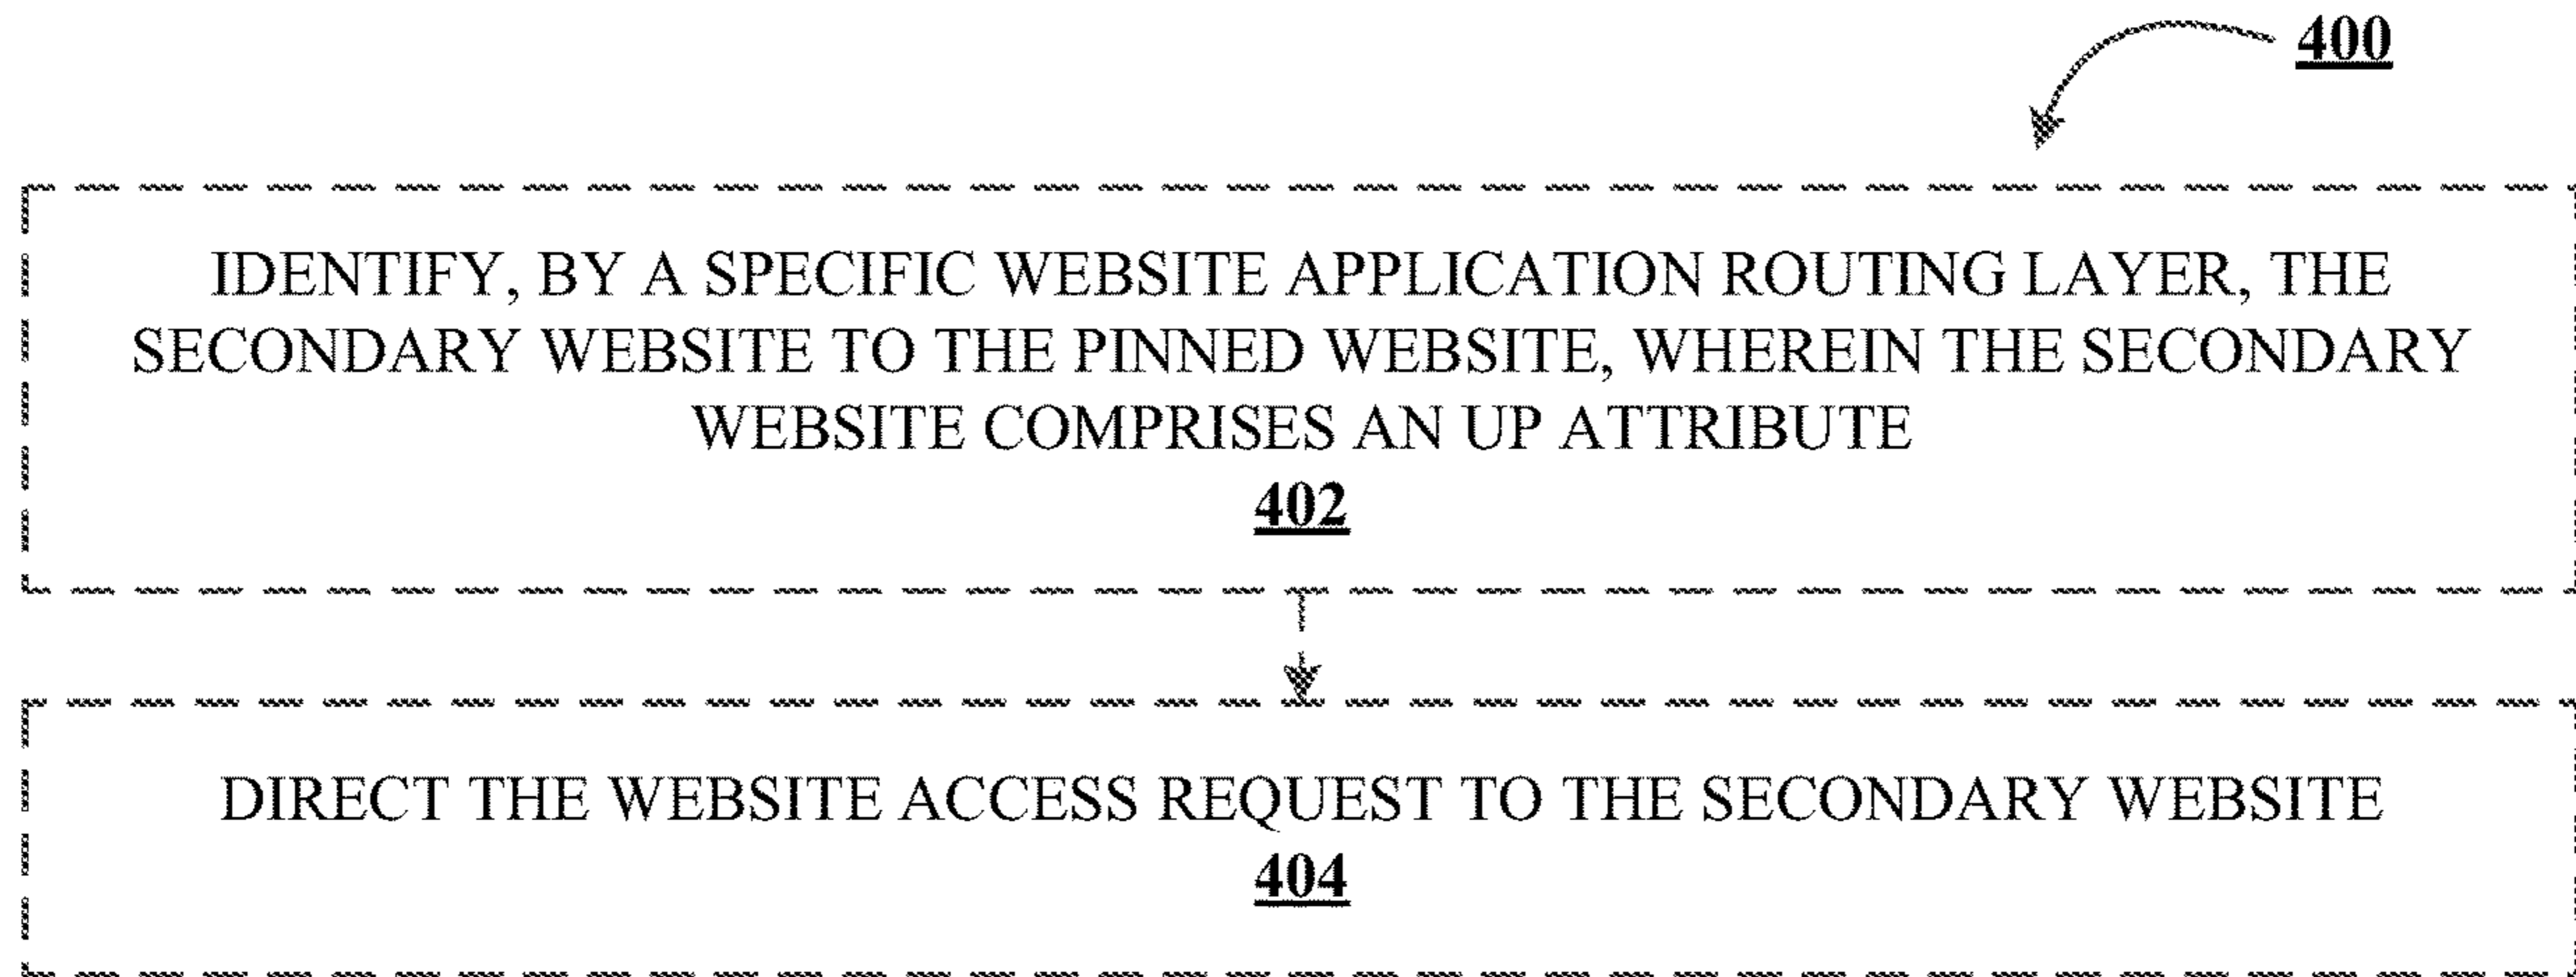 400
IDENTIFY, BY A SPECIFIC WEBSITE APPLICATION ROUTING LAYER, THE
SECONDARY WEBSITE TO THE PINNED WEBSITE, WHEREIN THE SECONDARY
WEBSITE COMPRISES AN UP ATTRIBUTE
402
DIRECT THE WEBSITE ACCESS REQUEST TO THE SECONDARY WEBSITE
404